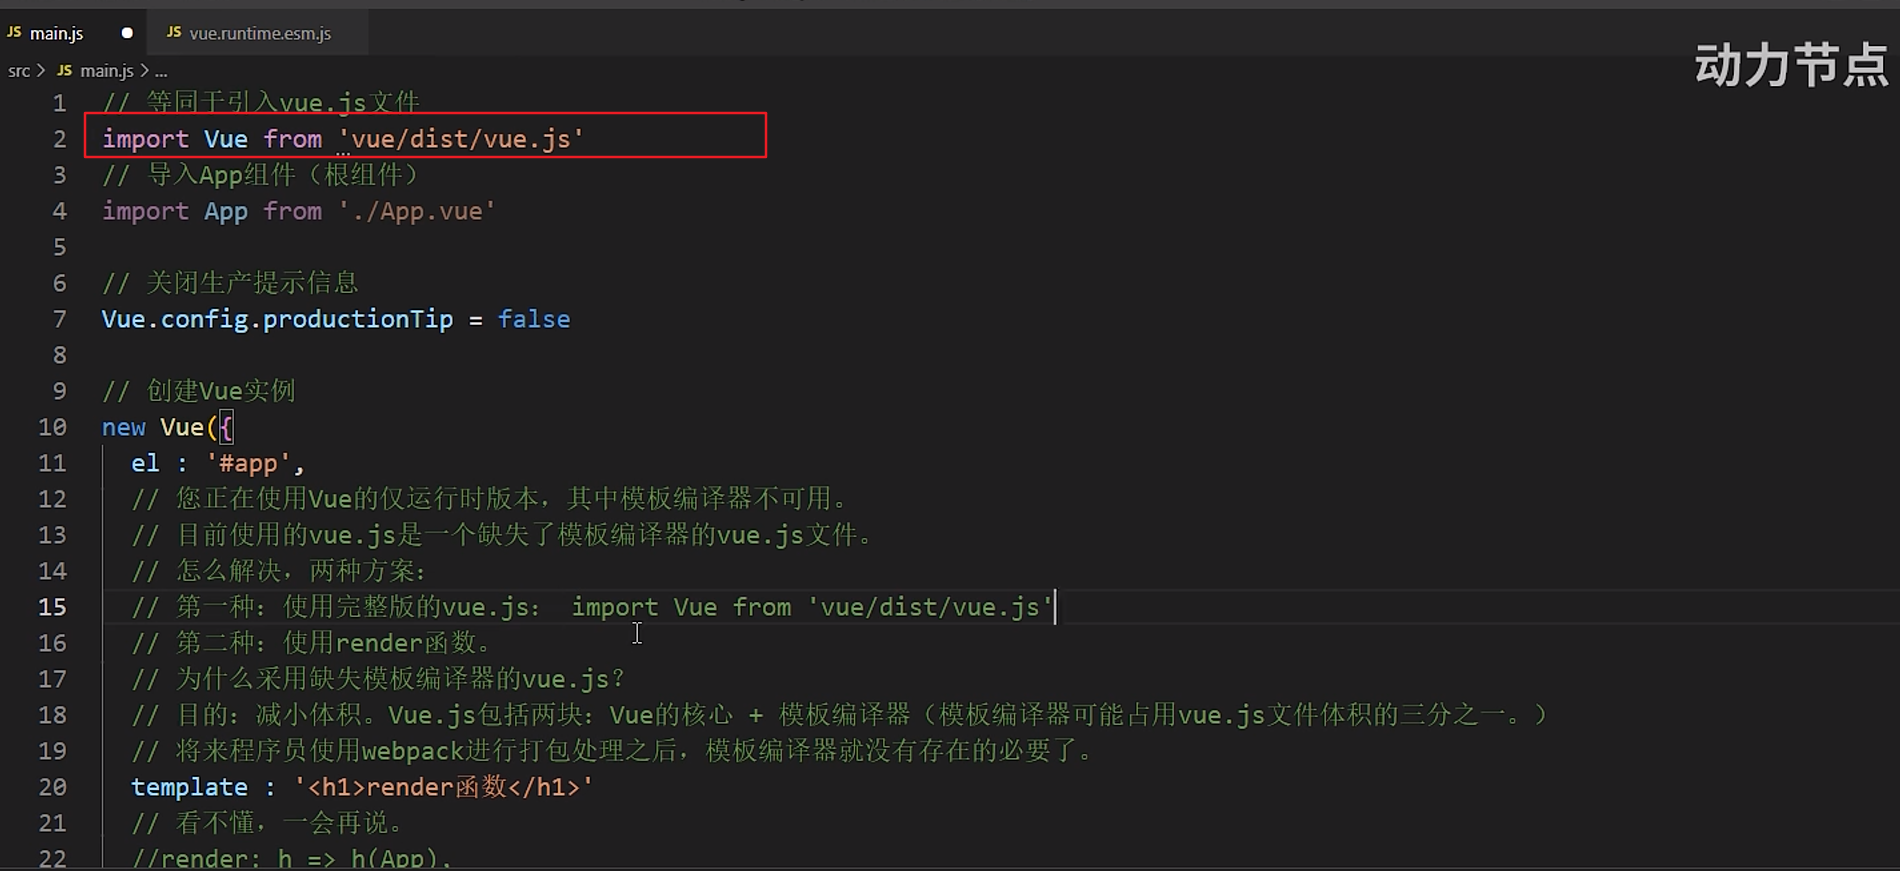 JS main.js ● JS vue.runtime.esm.js
动力节点
src > JS main.js > ...
1 // 等同于引入vue.js文件
2 import Vue from 'vue/dist/vue.js'
3 // 导入App组件（根组件）
4 import App from './App.vue'
5
6 // 关闭生产提示信息
7 Vue.config.productionTip = false
8
9 // 创建Vue实例
10 new Vue({
11 el : '#app',
12 // 您正在使用Vue的仅运行时版本，其中模板编译器不可用。
13 // 目前使用的vue.js是一个缺失了模板编译器的vue.js文件。
14 // 怎么解决，两种方案：
15 // 第一种：使用完整版的vue.js： import Vue from 'vue/dist/vue.js'
16 // 第二种：使用render函数。
17 // 为什么采用缺失模板编译器的vue.js？
18 // 目的：减小体积。Vue.js包括两块：Vue的核心 + 模板编译器（模板编译器可能占用vue.js文件体积的三分之一。）
19 // 将来程序员使用webpack进行打包处理之后，模板编译器就没有存在的必要了。
20 template : '<h1>render函数</h1>'
21 // 看不懂，一会再说。
22 //render: h => h(App),